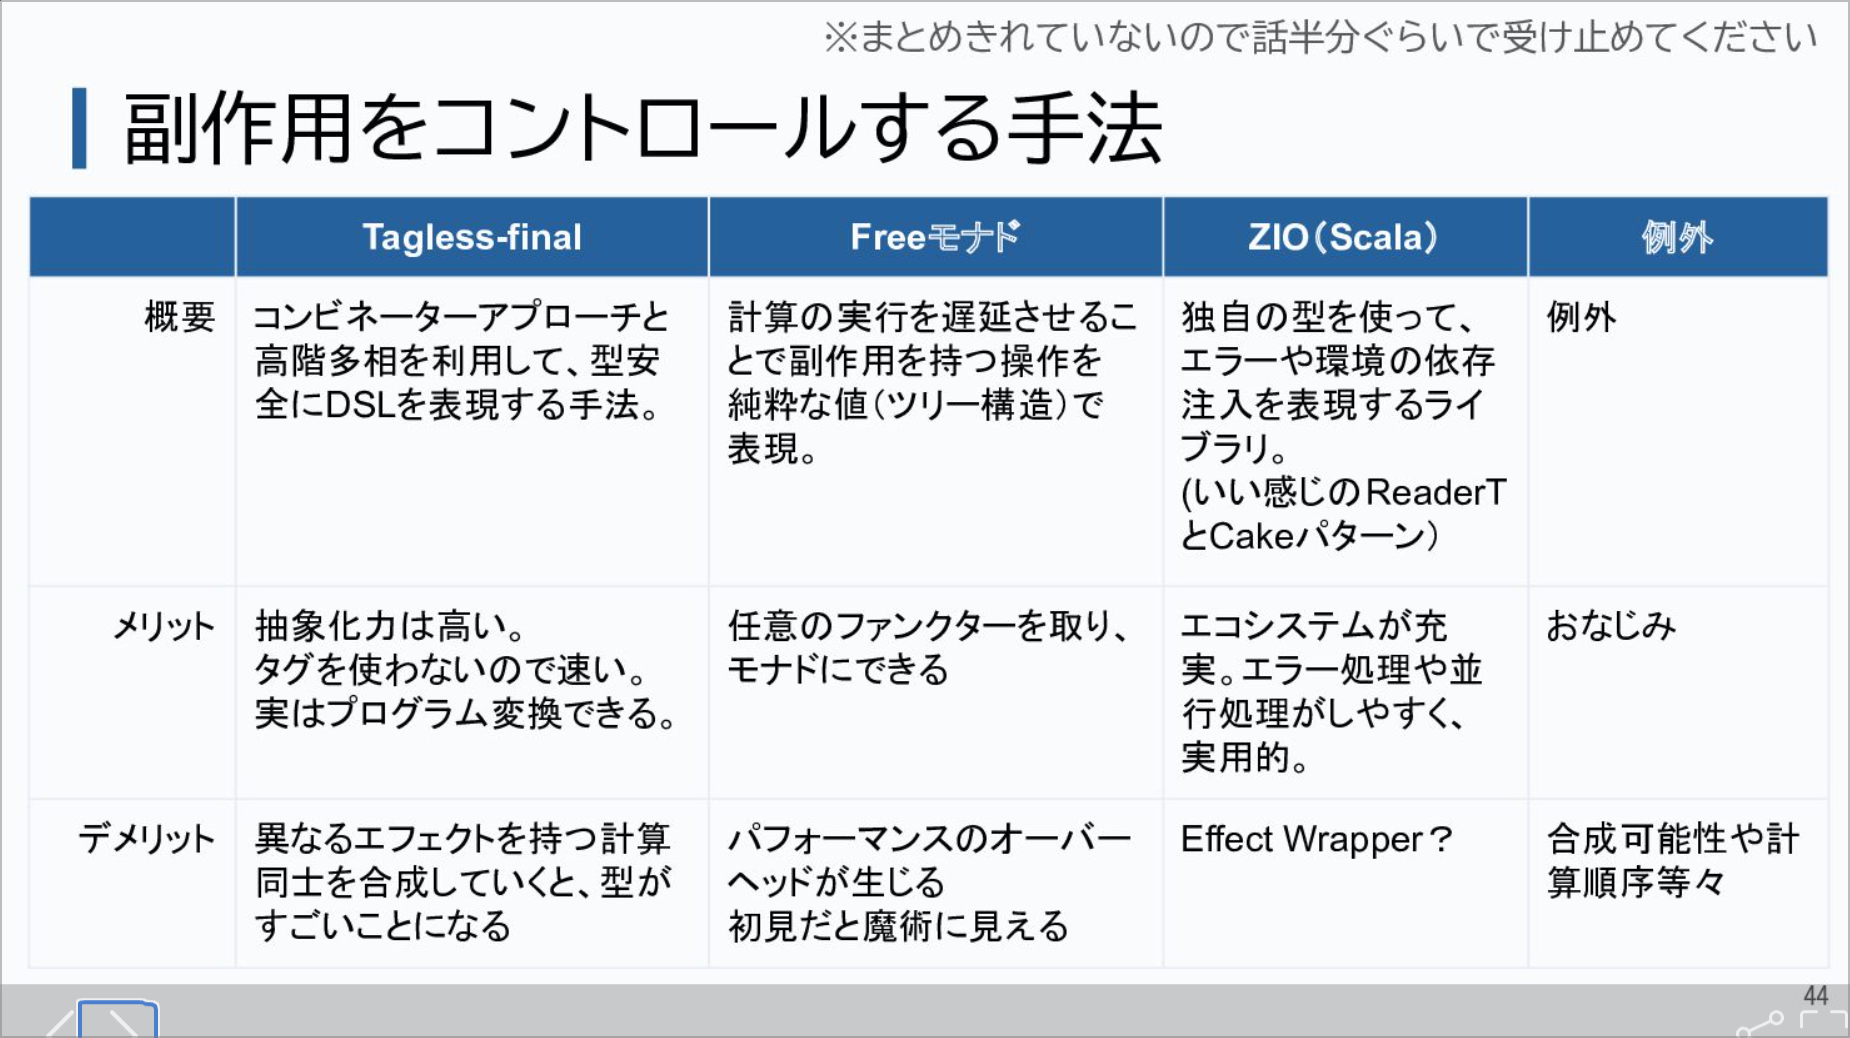 ※まとめきれていないので話半分ぐらいで受け止めてください
副作用をコントロールする手法
Tagless-final
Freeモナド
ZIO（Scala）
例外
概要
コンビネーターアプローチと
高階多相を利用して、型安
全にDSLを表現する手法。
計算の実行を遅延させるこ
とで副作用を持つ操作を
純粋な値（ツリー構造）で
表現。
独自の型を使って、
エラーや環境の依存
注入を表現するライ
ブラリ。
(いい感じのReaderT
とCakeパターン）
例外
メリット
抽象化力は高い。
タグを使わないので速い。
実はプログラム変換できる。
任意のファンクターを取り、
モナドにできる
エコシステムが充
実。エラー処理や並
行処理がしやすく、
実用的。
おなじみ
デメリット
異なるエフェクトを持つ計算
同士を合成していくと、型が
すごいことになる
パフォーマンスのオーバー
ヘッドが生じる
初見だと魔術に見える
Effect Wrapper？
合成可能性や計
算順序等々
44